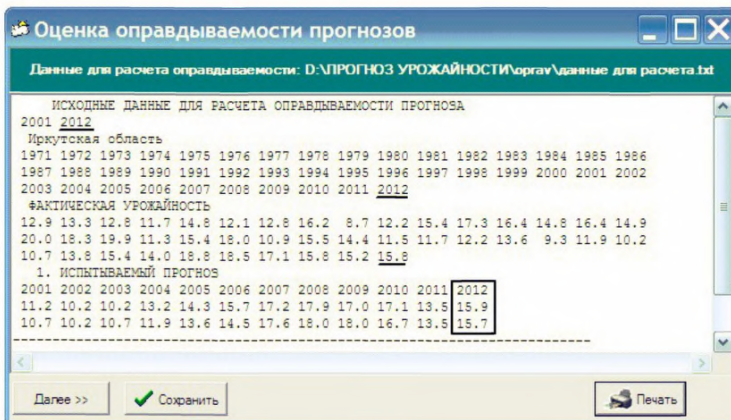 Оценка оправдываемости прогнозов
Данные для расчета оправдываемости: D:\ПРОГНОЗ УРОЖАЙНОСТИ\oprav\данные для расчета.txt
ИСХОДНЫЕ ДАННЫЕ ДЛЯ РАСЧЕТА ОПРАВДЫВАЕМОСТИ ПРОГНОЗА
2001 2012
Иркутская область
1971 1972 1973 1974 1975 1976 1977 1978 1979 1980 1981 1982 1983 1984 1985 1986
1987 1988 1989 1990 1991 1992 1993 1994 1995 1996 1997 1998 1999 2000 2001 2002
2003 2004 2005 2006 2007 2008 2009 2010 2011 2012
ФАКТИЧЕСКАЯ УРОЖАЙНОСТЬ
12.9 13.3 12.8 11.7 14.8 12.1 12.8 16.2 8.7 12.2 15.4 17.3 16.4 14.8 16.4 14.9
20.0 18.3 19.9 11.3 15.4 18.0 10.9 15.5 14.4 11.5 11.7 12.2 13.6 9.3 11.9 10.2
10.7 13.8 15.4 14.0 18.8 18.5 17.1 15.8 15.2 15.8
1. ИСПЫТЫВАЕМЫЙ ПРОГНОЗ
2001 2002 2003 2004 2005 2006 2007 2008 2009 2010 2011 2012
11.2 10.2 10.2 13.2 14.3 15.7 17.2 17.9 17.0 17.1 13.5 15.9
10.7 10.2 10.7 11.9 13.6 14.5 17.6 18.0 18.0 16.7 13.5 15.7
Далее >> Сохранить Печать